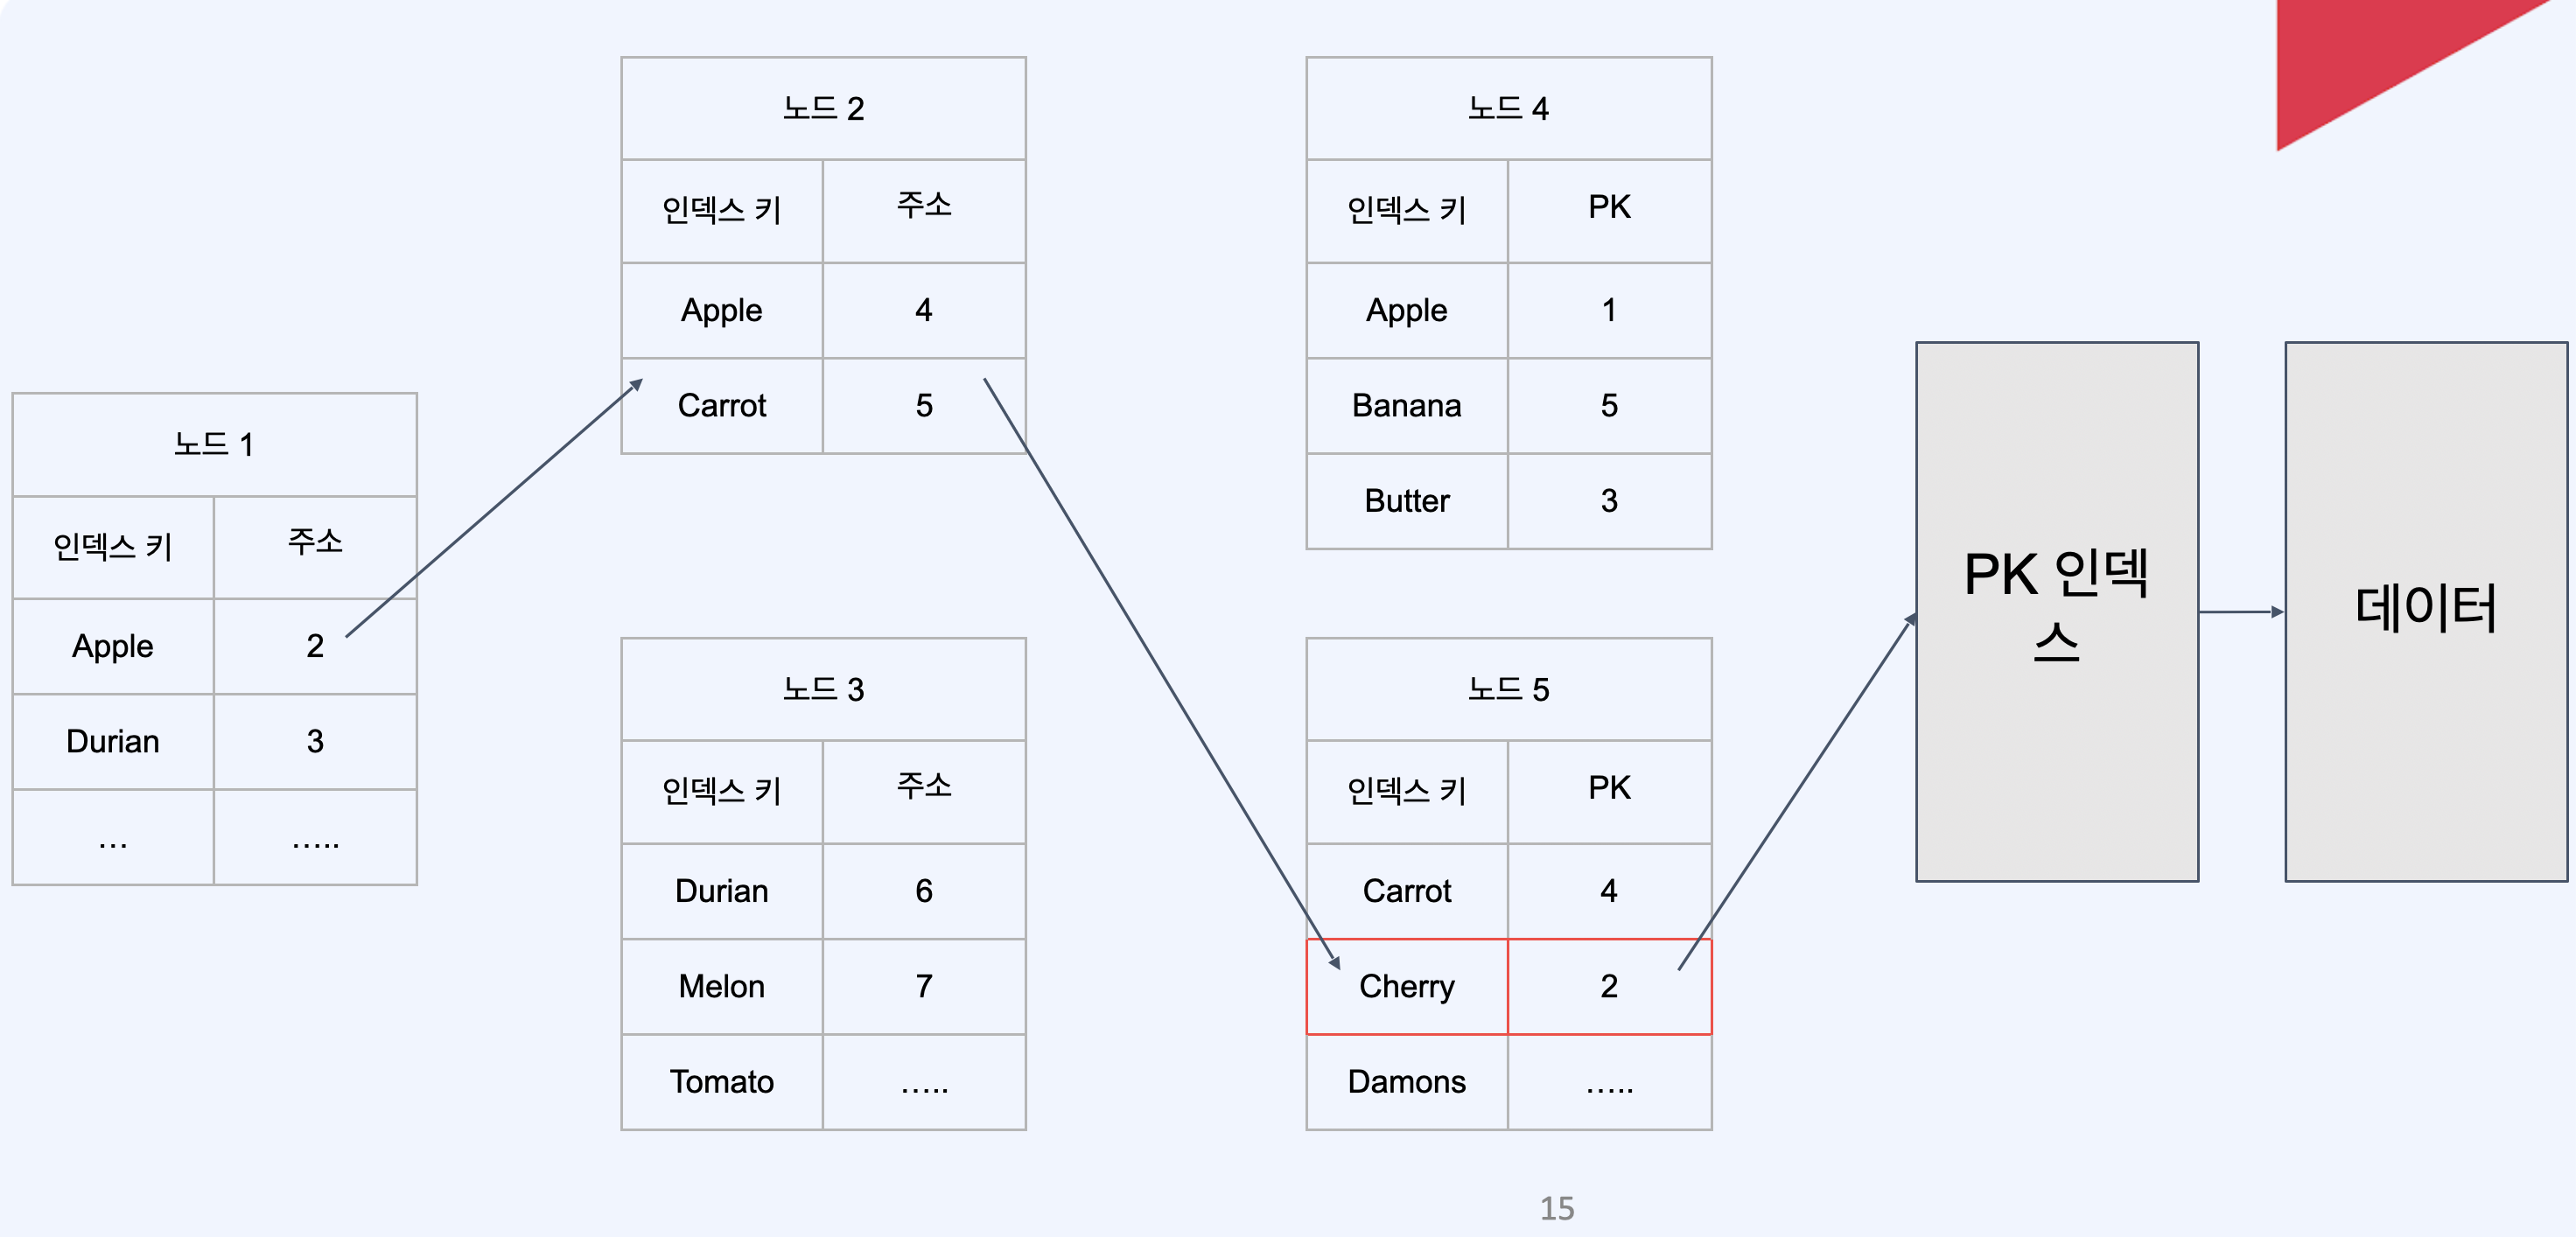 노드 1
인덱스 키 주소
Apple 2
Durian 3
... .....
노드 2
인덱스 키 주소
Apple 4
Carrot 5
노드 3
인덱스 키 주소
Durian 6
Melon 7
Tomato .....
노드 4
인덱스 키 PK
Apple 1
Banana 5
Butter 3
노드 5
인덱스 키 PK
Carrot 4
Cherry 2
Damons .....
PK 인덱
스
데이터
15